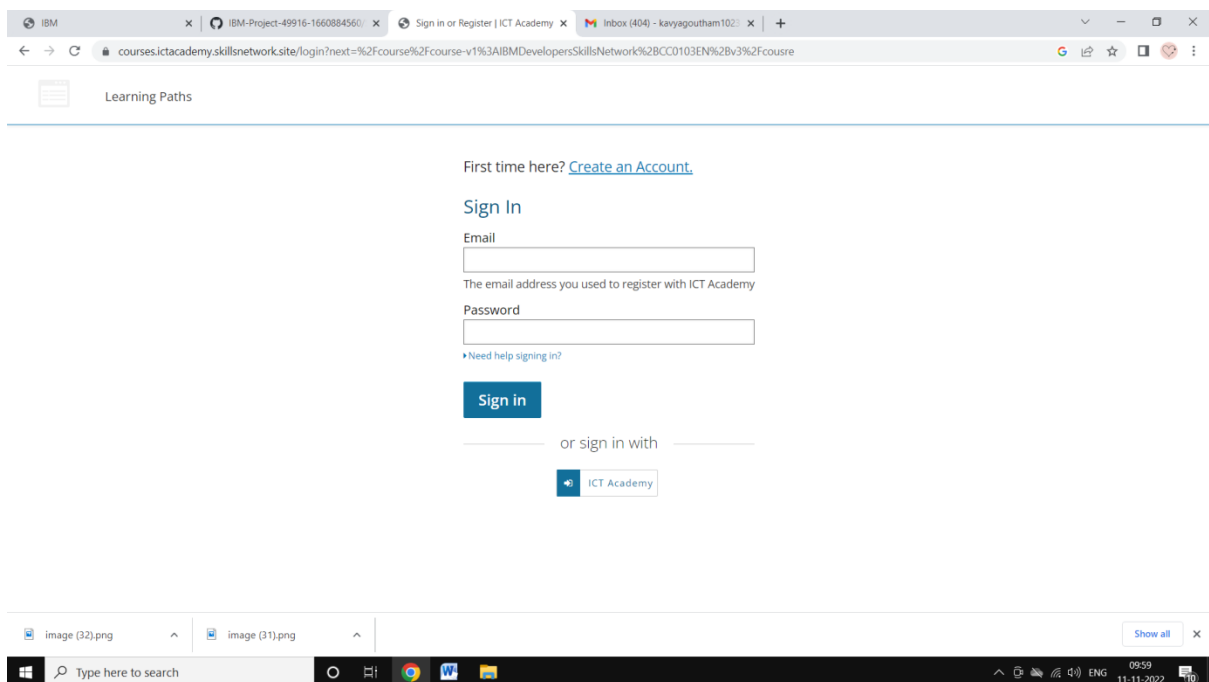 IBM
IBM-Project-49916-1660884560/
Sign in or Register | ICT Academy
Inbox (404) - kavyagoutham1023
courses.ictacademy.skillsnetwork.site/login?next=%2Fcourse%2Fcourse-v1%3AIBMDevelopersSkillsNetwork%2BCC0103EN%2Bv3%2Fcousre
Learning Paths
First time here? Create an Account.
Sign In
Email
The email address you used to register with ICT Academy
Password
Need help signing in?
Sign in
or sign in with
ICT Academy
image (32).png
image (31).png
Show all
Type here to search
ENG
09:59
11-11-2022